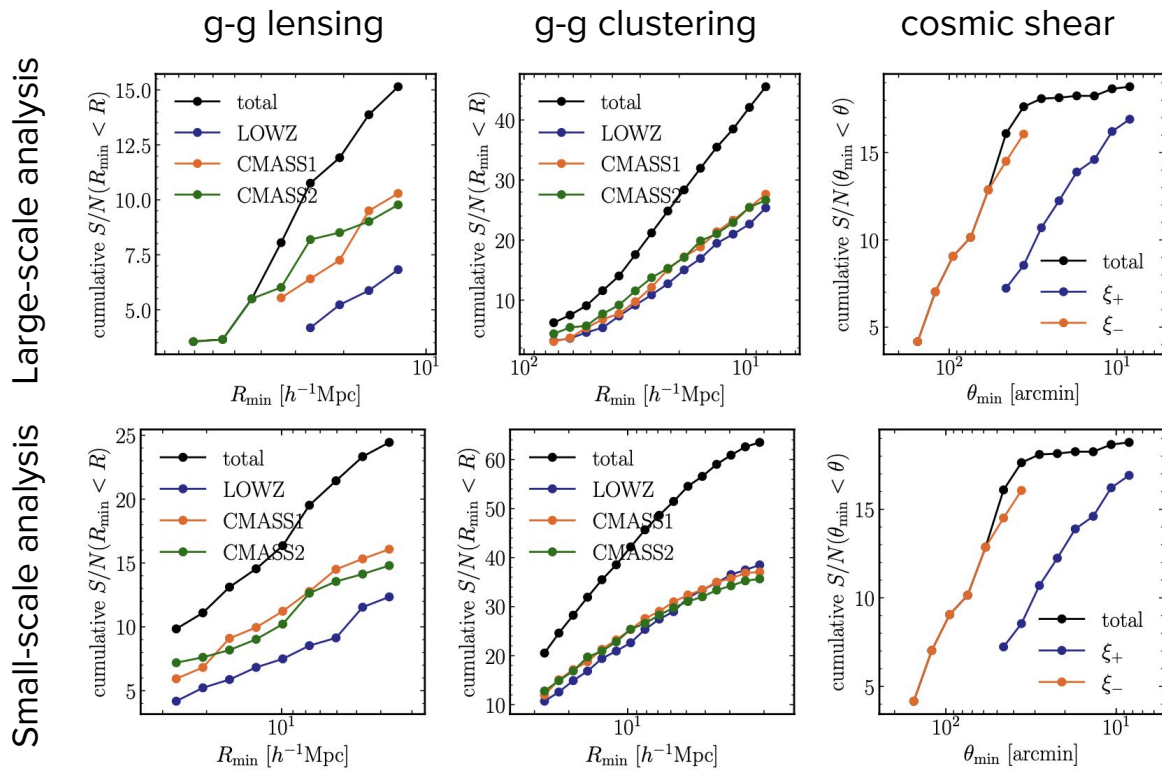 g-g lensing
g-g clustering
cosmic shear
Large-scale analysis
cumulative S/N(R_min < R)
15.0
12.5
10.0
7.5
5.0
total
LOWZ
CMASS1
CMASS2
10^1
R_min [h^−1Mpc]
cumulative S/N(R_min < R)
40
30
20
10
total
LOWZ
CMASS1
CMASS2
10^2
10^1
R_min [h^−1Mpc]
cumulative S/N(θ_min < θ)
15
10
5
total
ξ_+
ξ_−
10^2
10^1
θ_min [arcmin]
Small-scale analysis
cumulative S/N(R_min < R)
25
20
15
10
5
total
LOWZ
CMASS1
CMASS2
10^1
R_min [h^−1Mpc]
cumulative S/N(R_min < R)
60
50
40
30
20
10
total
LOWZ
CMASS1
CMASS2
10^1
R_min [h^−1Mpc]
cumulative S/N(θ_min < θ)
15
10
5
total
ξ_+
ξ_−
10^2
10^1
θ_min [arcmin]